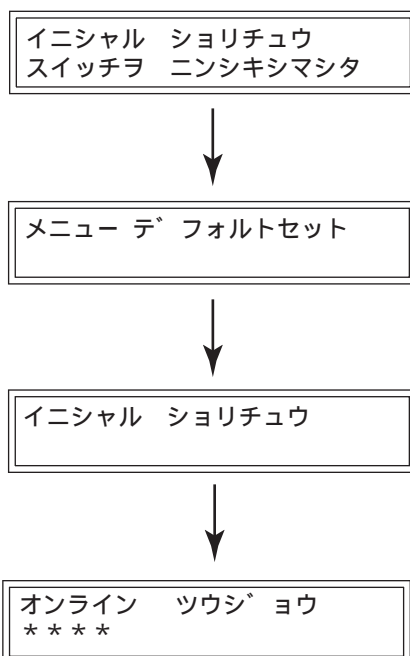 イニシャル　ショリチュウ
スイッチヲ　ニンシキシマシタ
メニュー デ゛フォルトセット
イニシャル　ショリチュウ
オンライン　ツウシ゛ョウ
＊＊＊＊